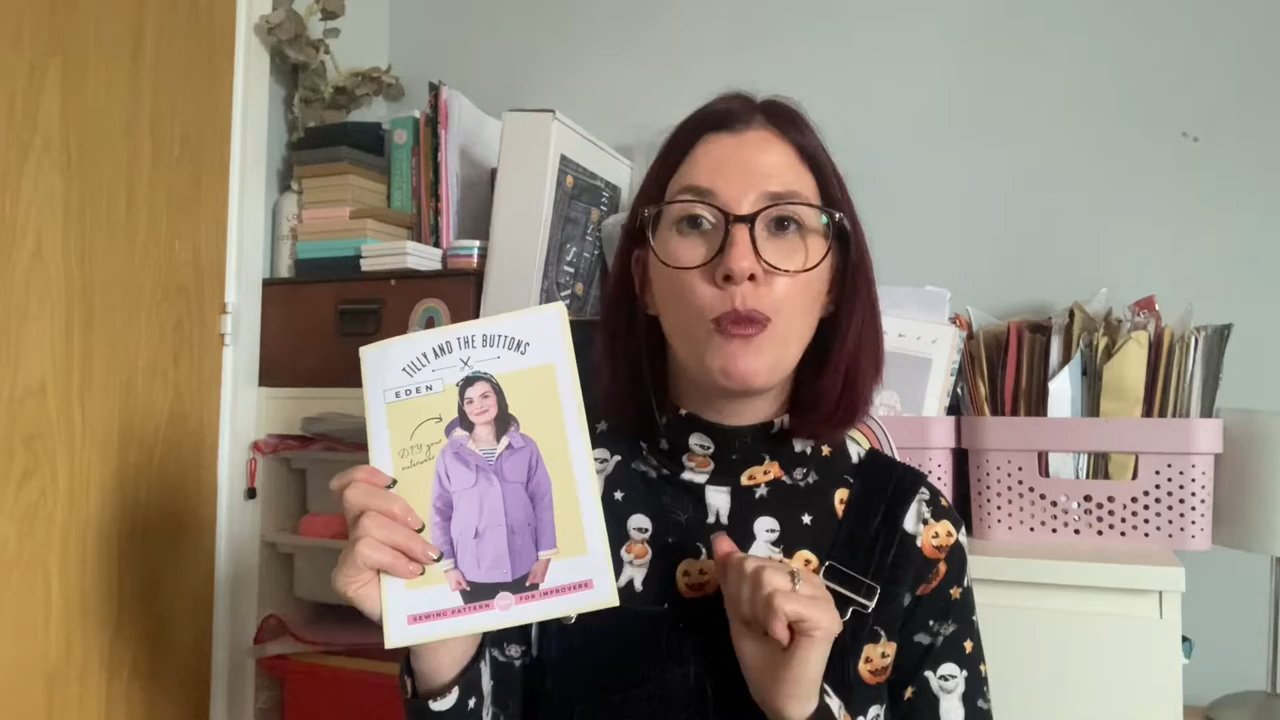 TILLY AND THE BUTTONS
EDEN
DIY your
outerwear
SEWING PATTERN FOR IMPROVERS